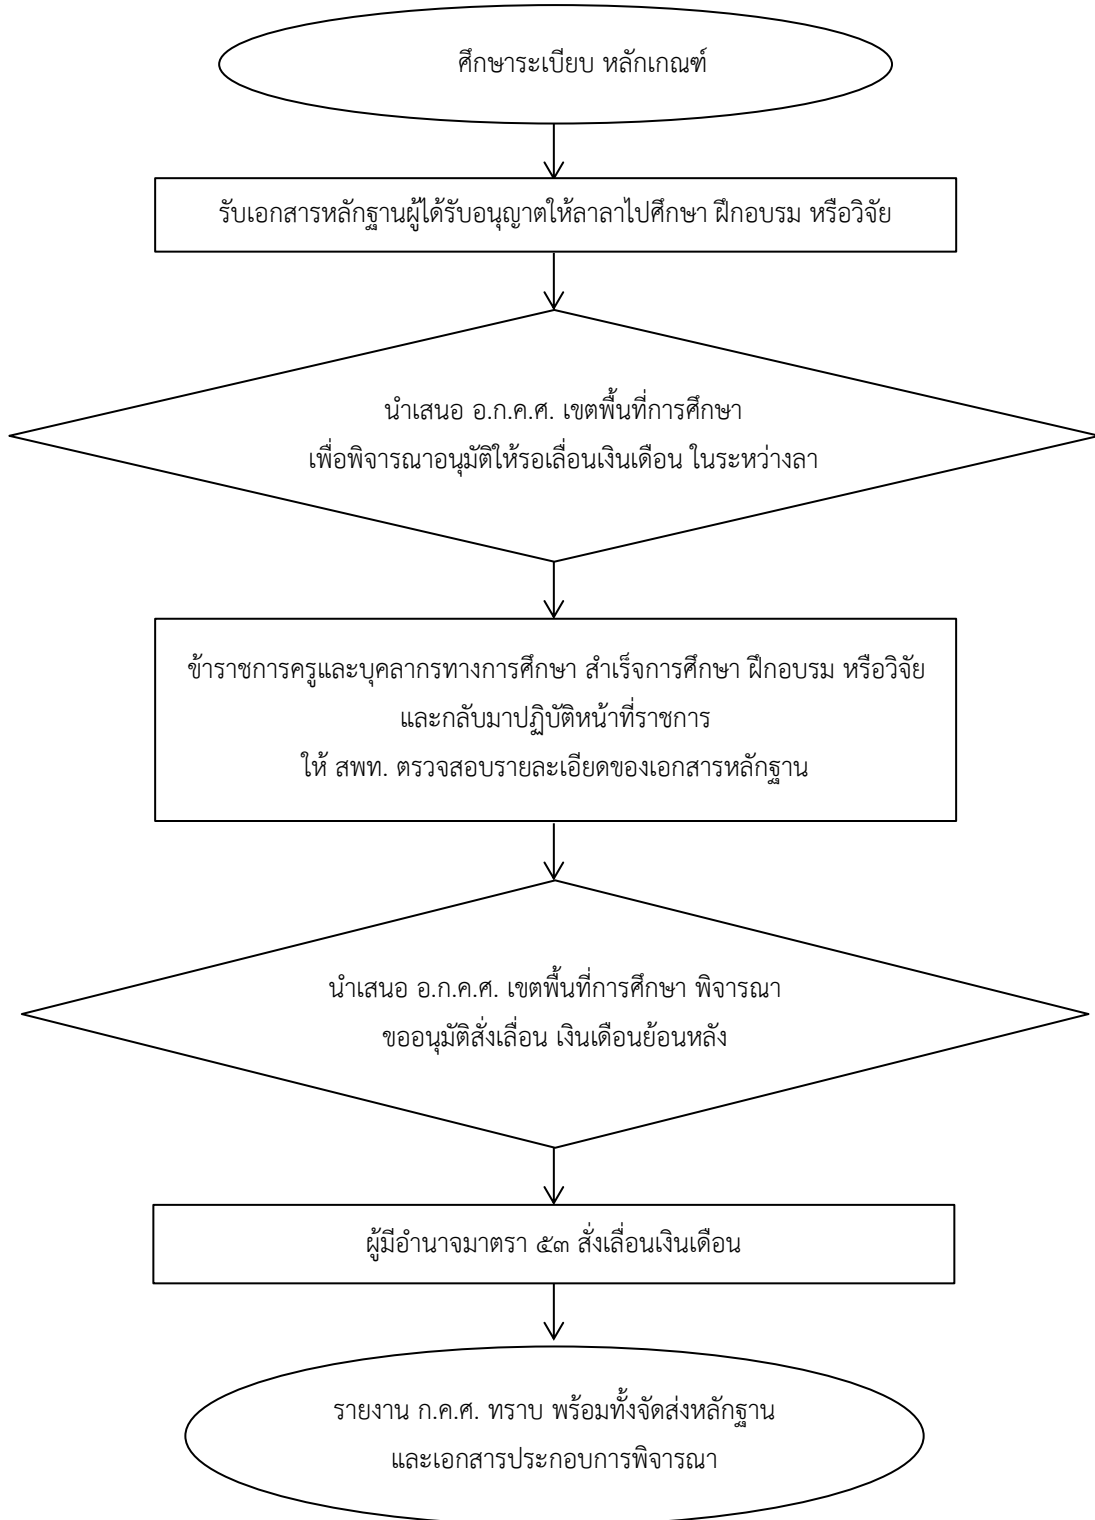 ศึกษาระเบียบ หลักเกณฑ์
รับเอกสารหลักฐานผู้ได้รับอนุญาตให้ลาลาไปศึกษา ฝึกอบรม หรือวิจัย
นำเสนอ อ.ก.ค.ศ. เขตพื้นที่การศึกษา
เพื่อพิจารณาอนุมัติให้รอเลื่อนเงินเดือน ในระหว่างลา
ข้าราชการครูและบุคลากรทางการศึกษา สำเร็จการศึกษา ฝึกอบรม หรือวิจัย
และกลับมาปฏิบัติหน้าที่ราชการ
ให้ สพท. ตรวจสอบรายละเอียดของเอกสารหลักฐาน
นำเสนอ อ.ก.ค.ศ. เขตพื้นที่การศึกษา พิจารณา
ขออนุมัติสั่งเลื่อน เงินเดือนย้อนหลัง
ผู้มีอำนาจมาตรา ๕๓ สั่งเลื่อนเงินเดือน
รายงาน ก.ค.ศ. ทราบ พร้อมทั้งจัดส่งหลักฐาน
และเอกสารประกอบการพิจารณา